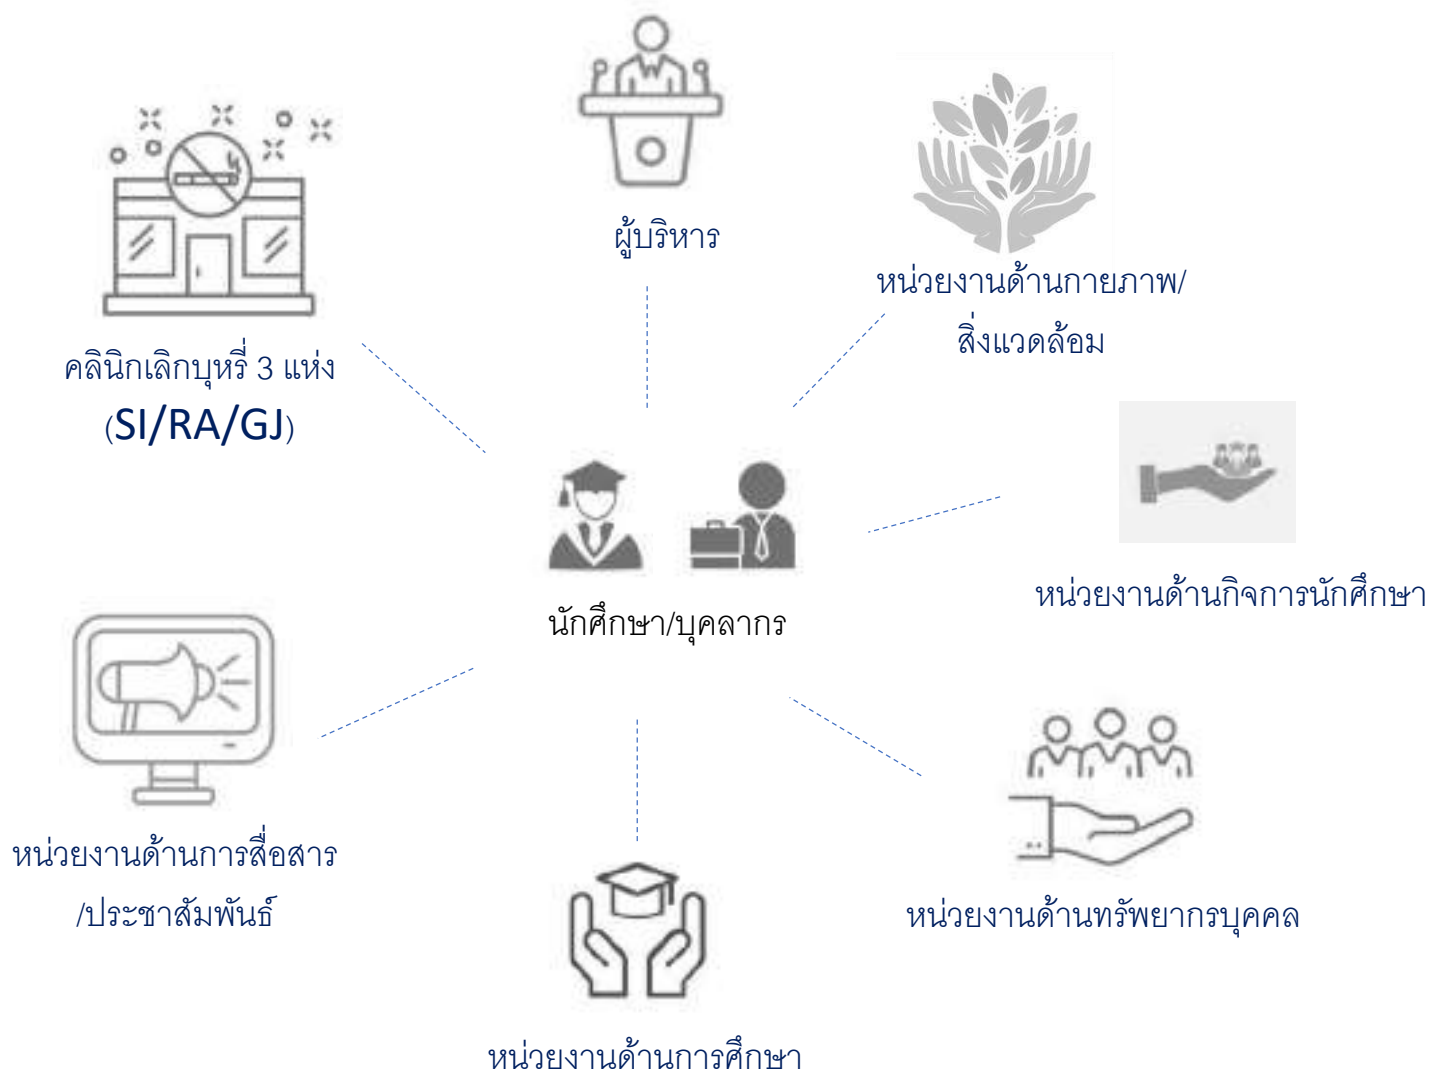 ผู้บริหาร
หน่วยงานด้านกายภาพ/
สิ่งแวดล้อม
คลินิกเลิกบุหรี่ 3 แห่ง
(SI/RA/GJ)
หน่วยงานด้านกิจการนักศึกษา
นักศึกษา/บุคลากร
หน่วยงานด้านการสื่อสาร
/ประชาสัมพันธ์
หน่วยงานด้านทรัพยากรบุคคล
หน่วยงานด้านการศึกษา